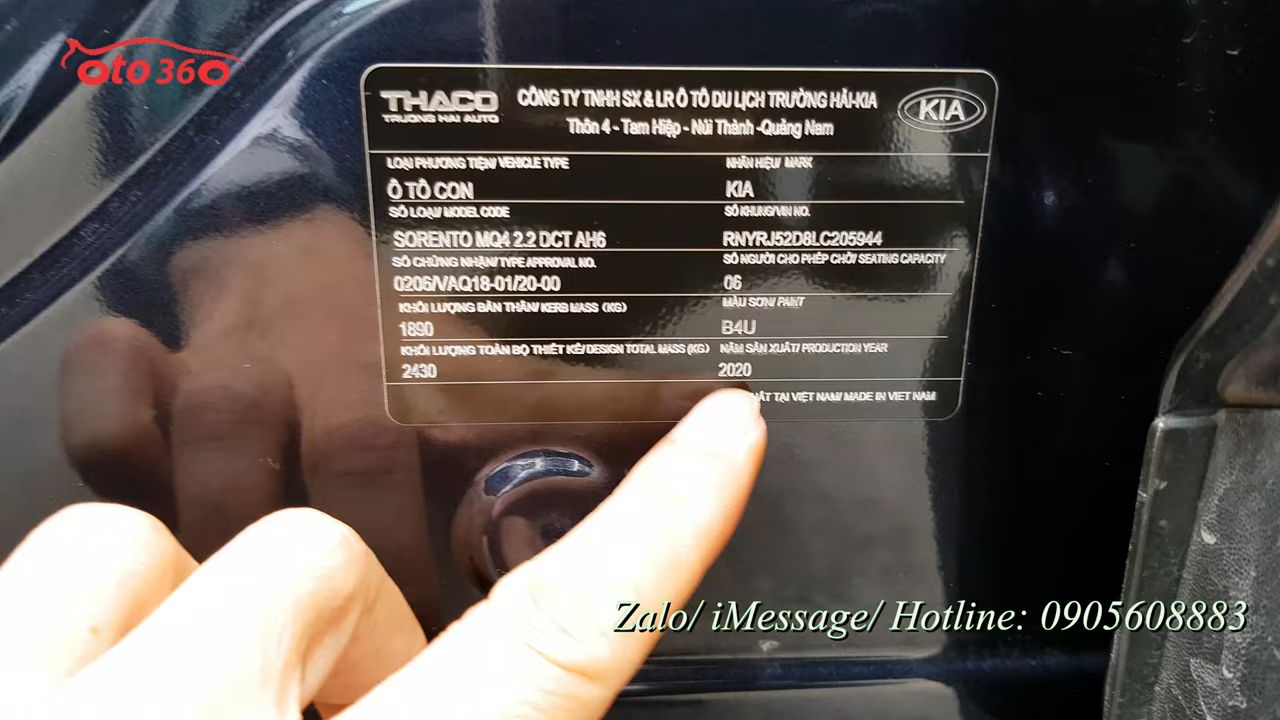 oto 360
THACO
TRUONG HAI AUTO
CÔNG TY TNHH SX & LR Ô TÔ DU LỊCH TRƯỜNG HẢI-KIA
Thôn 4 - Tam Hiệp - Núi Thành -Quảng Nam
KIA
LOẠI PHƯƠNG TIỆN/ VEHICLE TYPE
NHÃN HIỆU/ MARK
Ô TÔ CON
KIA
SỐ LOẠI/ MODEL CODE
SỐ KHUNG/VIN NO.
SORENTO MQ4 2.2 DCT AH6
RNYRJ52D8LC205944
SỐ CHỨNG NHẬN/TYPE APPROVAL NO.
SỐ NGƯỜI CHO PHÉP CHỞ/ SEATING CAPACITY
0206/VAQ18-01/20-00
06
KHỐI LƯỢNG BẢN THÂN/ KERB MASS (KG)
MÀU SƠN/ PAINT
1890
B4U
KHỐI LƯỢNG TOÀN BỘ THIẾT KẾ/ DESIGN TOTAL MASS (KG)
NĂM SẢN XUẤT/ PRODUCTION YEAR
2430
2020
TẠI VIỆT NAM/ MADE IN VIET NAM
Zalo/ iMessage/ Hotline: 0905608883